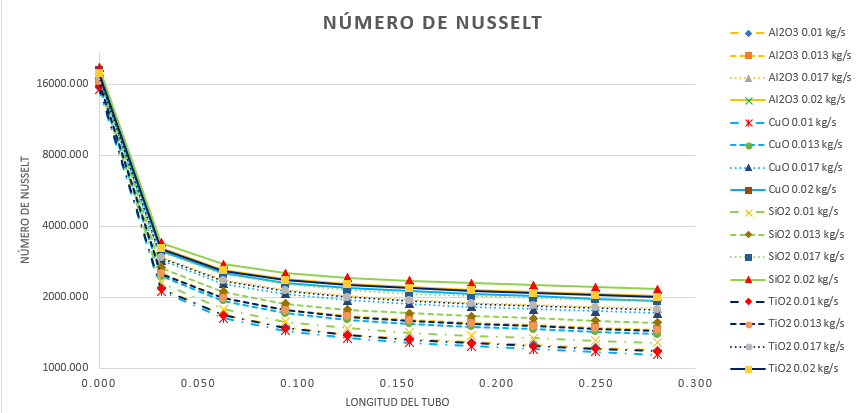 NÚMERO DE NUSSELT
NÚMERO DE NUSSELT
16000.000
8000.000
4000.000
2000.000
1000.000
0.000 0.050 0.100 0.150 0.200 0.250 0.300
LONGITUD DEL TUBO
Al2O3 0.01 kg/s
Al2O3 0.013 kg/s
Al2O3 0.017 kg/s
Al2O3 0.02 kg/s
CuO 0.01 kg/s
CuO 0.013 kg/s
CuO 0.017 kg/s
CuO 0.02 kg/s
SiO2 0.01 kg/s
SiO2 0.013 kg/s
SiO2 0.017 kg/s
SiO2 0.02 kg/s
TiO2 0.01 kg/s
TiO2 0.013 kg/s
TiO2 0.017 kg/s
TiO2 0.02 kg/s